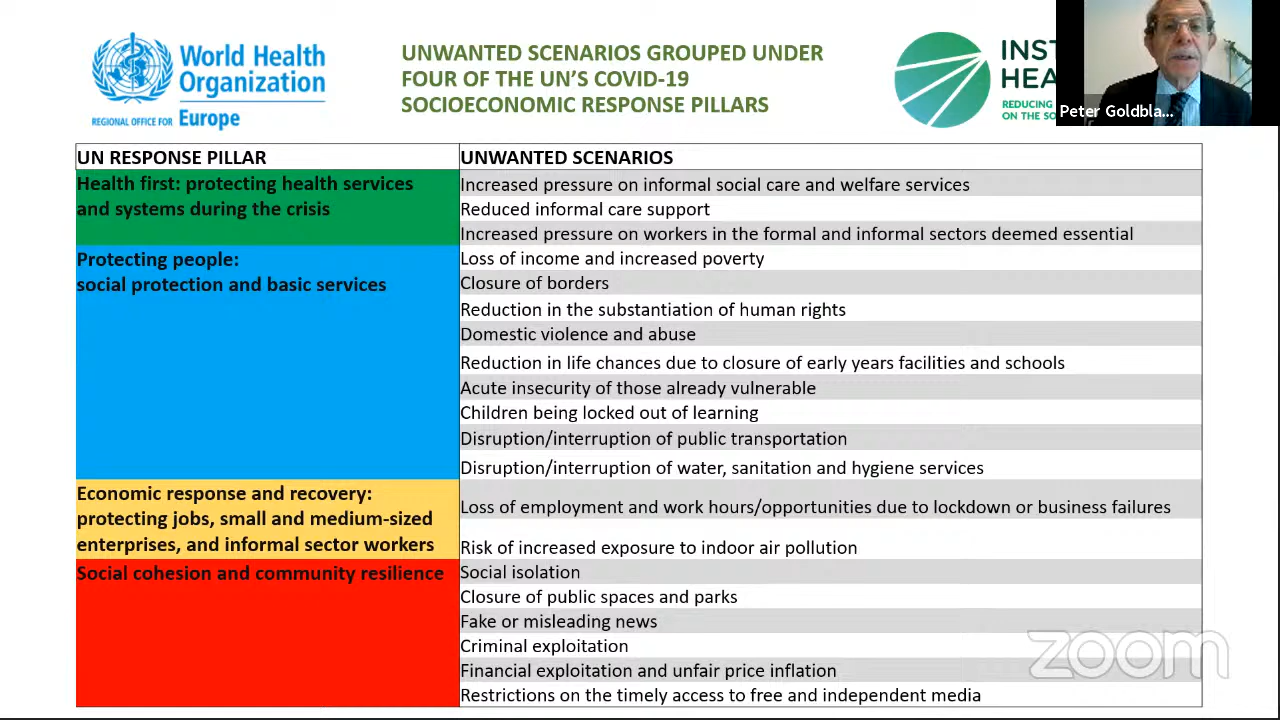 World Health
Organization
REGIONAL OFFICE FOR Europe
UNWANTED SCENARIOS GROUPED UNDER
FOUR OF THE UN'S COVID-19
SOCIOECONOMIC RESPONSE PILLARS
INST
HEA
REDUCING
ON THE SO
Peter Goldbla...
UN RESPONSE PILLAR
UNWANTED SCENARIOS
Health first: protecting health services
and systems during the crisis
Increased pressure on informal social care and welfare services
Reduced informal care support
Increased pressure on workers in the formal and informal sectors deemed essential
Protecting people:
social protection and basic services
Loss of income and increased poverty
Closure of borders
Reduction in the substantiation of human rights
Domestic violence and abuse
Reduction in life chances due to closure of early years facilities and schools
Acute insecurity of those already vulnerable
Children being locked out of learning
Disruption/interruption of public transportation
Disruption/interruption of water, sanitation and hygiene services
Economic response and recovery:
protecting jobs, small and medium-sized
enterprises, and informal sector workers
Loss of employment and work hours/opportunities due to lockdown or business failures
Risk of increased exposure to indoor air pollution
Social cohesion and community resilience
Social isolation
Closure of public spaces and parks
Fake or misleading news
Criminal exploitation
Financial exploitation and unfair price inflation
Restrictions on the timely access to free and independent media
zoom